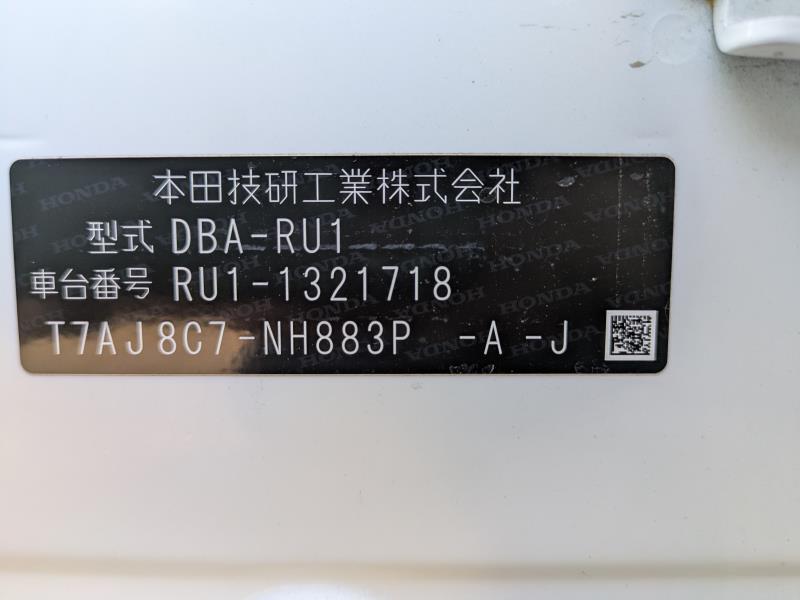 本田技研工業株式会社
型式 DBA-RU1
車台番号 RU1-1321718
T7AJ8C7-NH883P -A -J